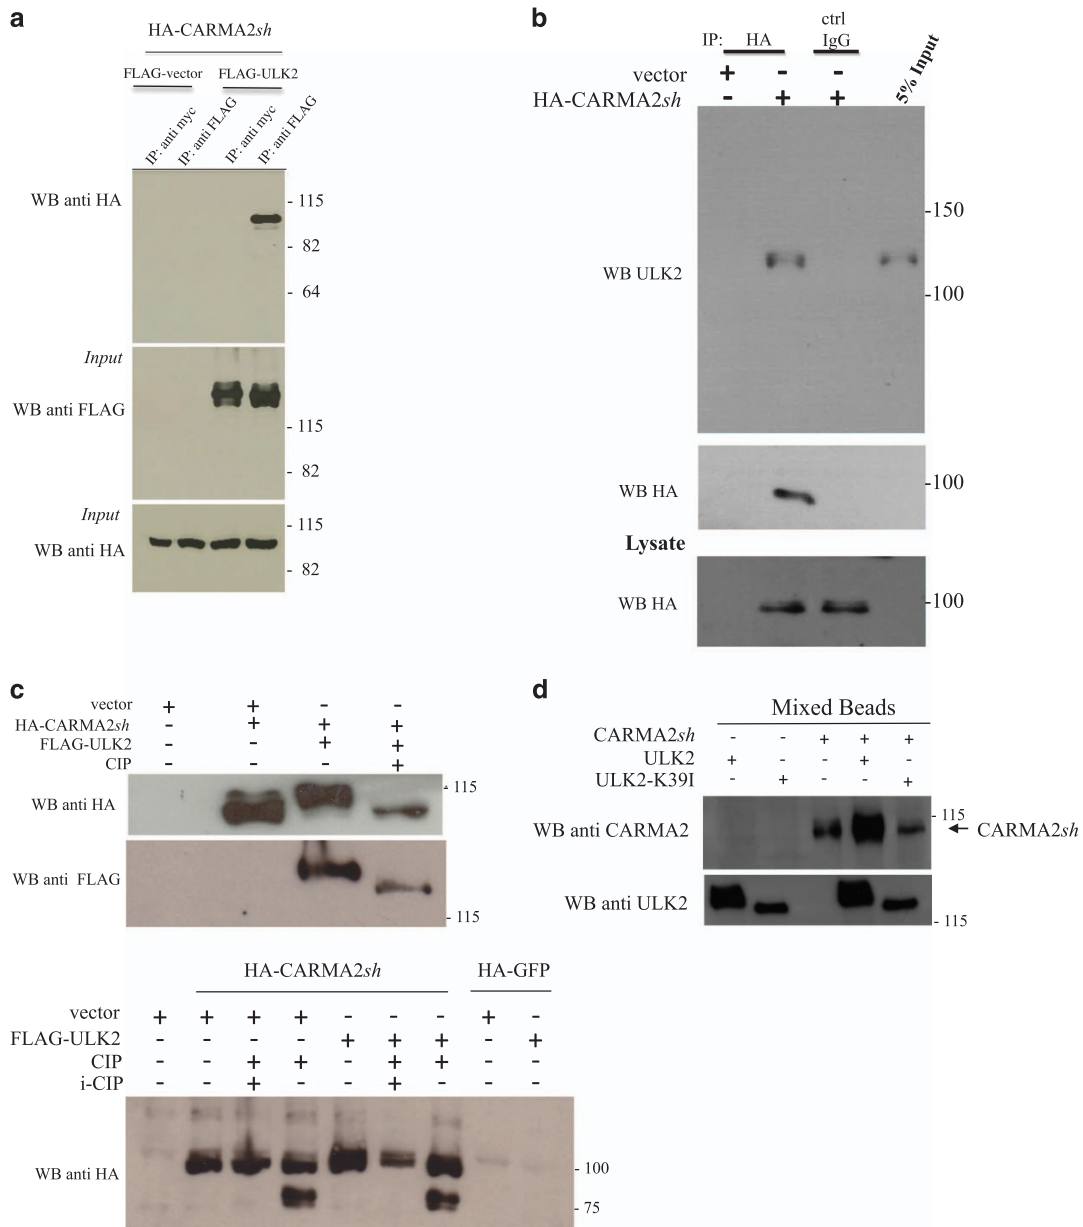 a
HA-CARMA2sh
FLAG-vector FLAG-ULK2
IP: anti myc IP: anti FLAG IP: anti myc IP: anti FLAG
WB anti HA
- 115
- 82
- 64
Input
WB anti FLAG
- 115
- 82
Input
WB anti HA
- 115
- 82
b
IP: HA ctrl IgG 5% Input
vector + - -
HA-CARMA2sh - + +
WB ULK2
-150
-100
WB HA
-100
Lysate
WB HA
-100
c
vector + + - -
HA-CARMA2sh - + + +
FLAG-ULK2 - - + +
CIP - - - +
WB anti HA
- 115
WB anti FLAG
- 115
HA-CARMA2sh HA-GFP
vector + + + + - - - + -
FLAG-ULK2 - - - - + + + - +
CIP - - + + - + + - -
i-CIP - - + - - + - - -
WB anti HA
- 100
- 75
d
Mixed Beads
CARMA2sh - - + + +
ULK2 + - - + -
ULK2-K39I - + - - +
WB anti CARMA2
- 115
CARMA2sh
WB anti ULK2
- 115